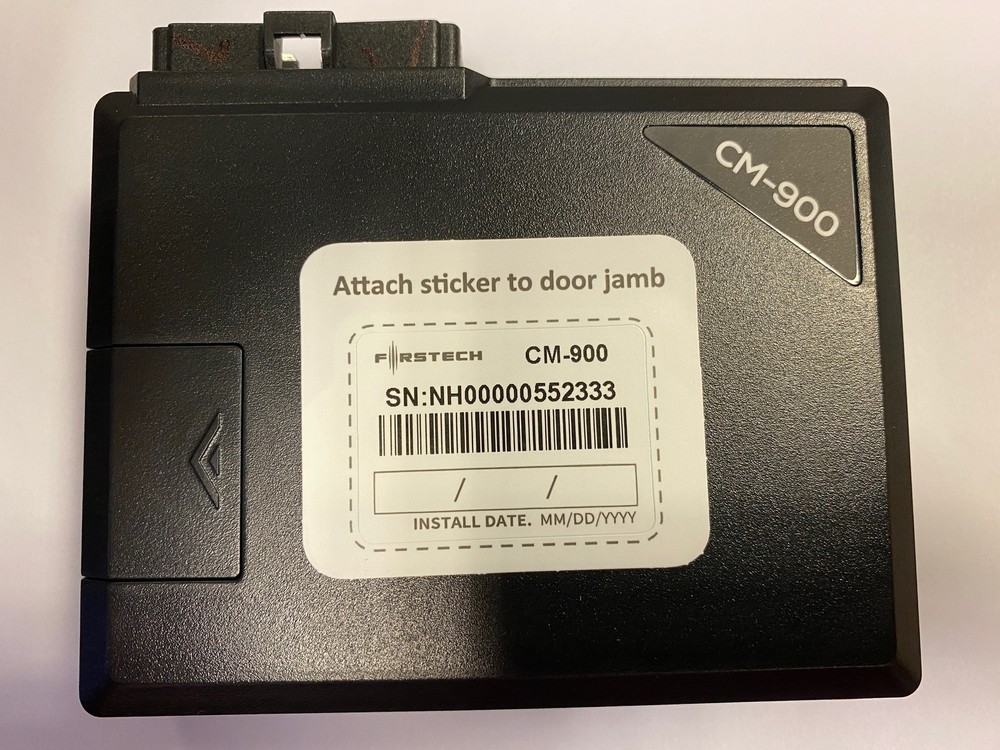 CM-900
Attach sticker to door jamb
FIRSTECH CM-900
SN:NH00000552333
/ /
INSTALL DATE. MM/DD/YYYY